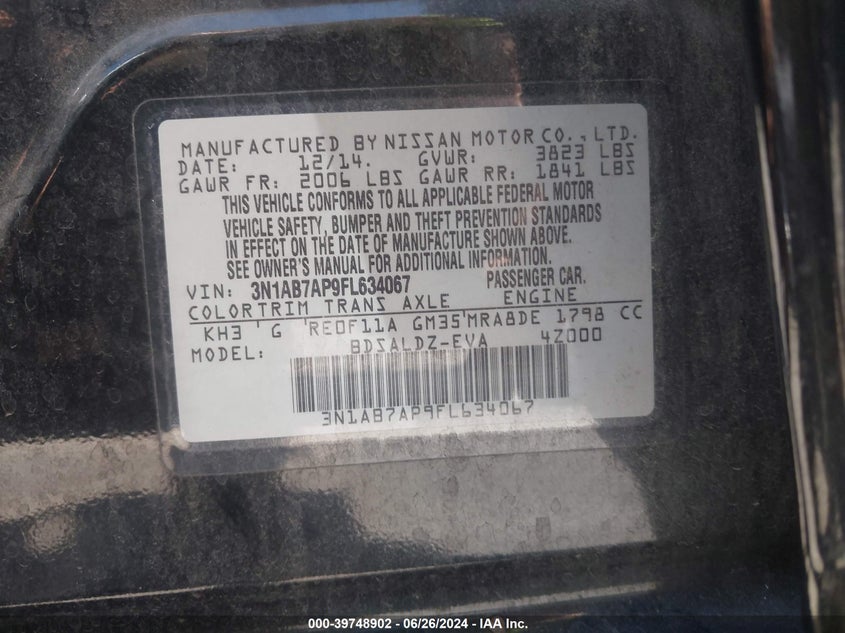 MANUFACTURED BY NISSAN MOTOR CO., LTD.
DATE: 12/14. GVWR: 3823 LBS
GAWR FR: 2006 LBS GAWR RR: 1841 LBS
THIS VEHICLE CONFORMS TO ALL APPLICABLE FEDERAL MOTOR
VEHICLE SAFETY, BUMPER AND THEFT PREVENTION STANDARDS
IN EFFECT ON THE DATE OF MANUFACTURE SHOWN ABOVE.
SEE OWNER'S MANUAL FOR ADDITIONAL INFORMATION.
VIN: 3N1AB7AP9FL634067 PASSENGER CAR.
COLORTRIM TRANS AXLE ENGINE
KH3 'G 'RE0F11A GM35'MRA8DE 1798 CC
MODEL: BDSALDZ-EVA 4Z000
3N1AB7AP9FL634067
000-39748902 - 06/26/2024 - IAA Inc.